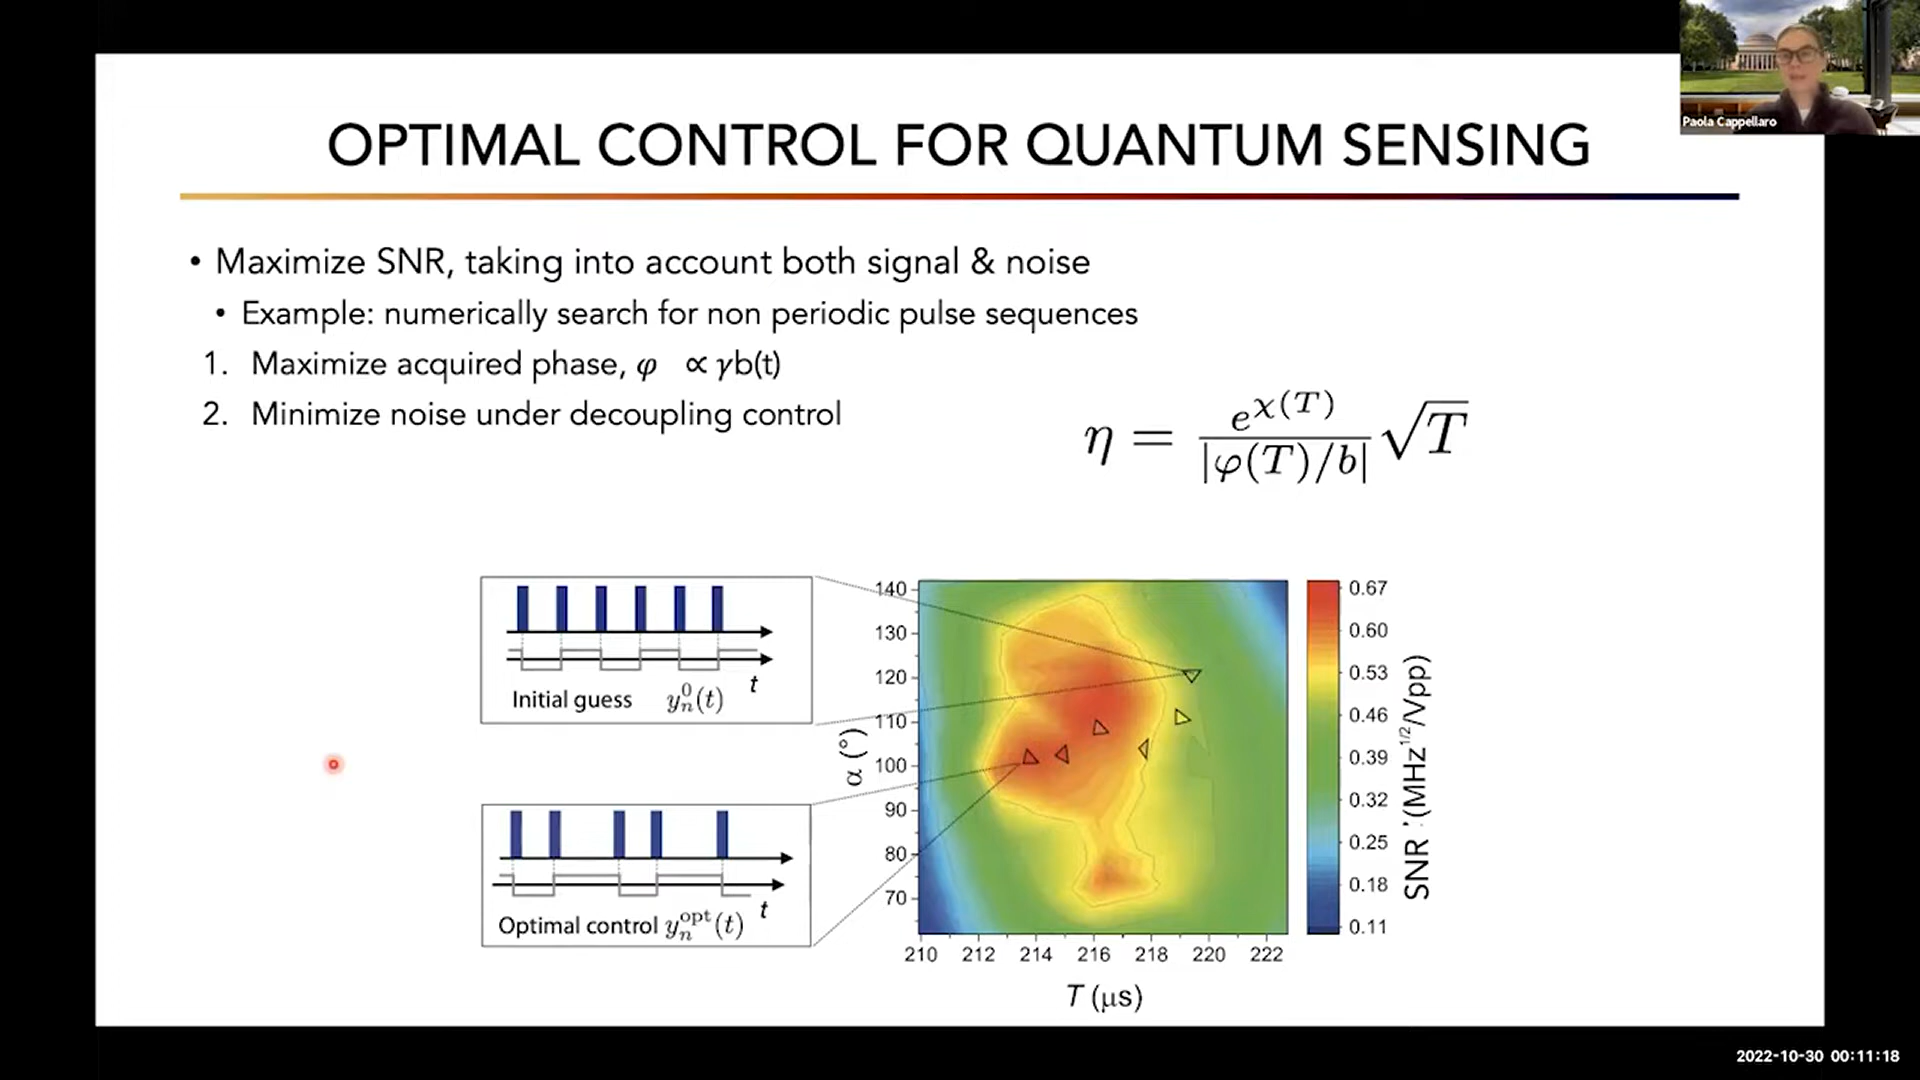 Paola Cappellaro
OPTIMAL CONTROL FOR QUANTUM SENSING
• Maximize SNR, taking into account both signal & noise
• Example: numerically search for non periodic pulse sequences
1. Maximize acquired phase, φ ∝ γb(t)
2. Minimize noise under decoupling control
η = e^χ(T) / |φ(T)/b| √T
t
Initial guess y_n^0(t)
t
Optimal control y_n^opt(t)
α (°)
140
130
120
110
100
90
80
70
210 212 214 216 218 220 222
T (μs)
0.67
0.60
0.53
0.46
0.39
0.32
0.25
0.18
0.11
SNR (MHz^1/2/Vpp)
2022-10-30 00:11:18